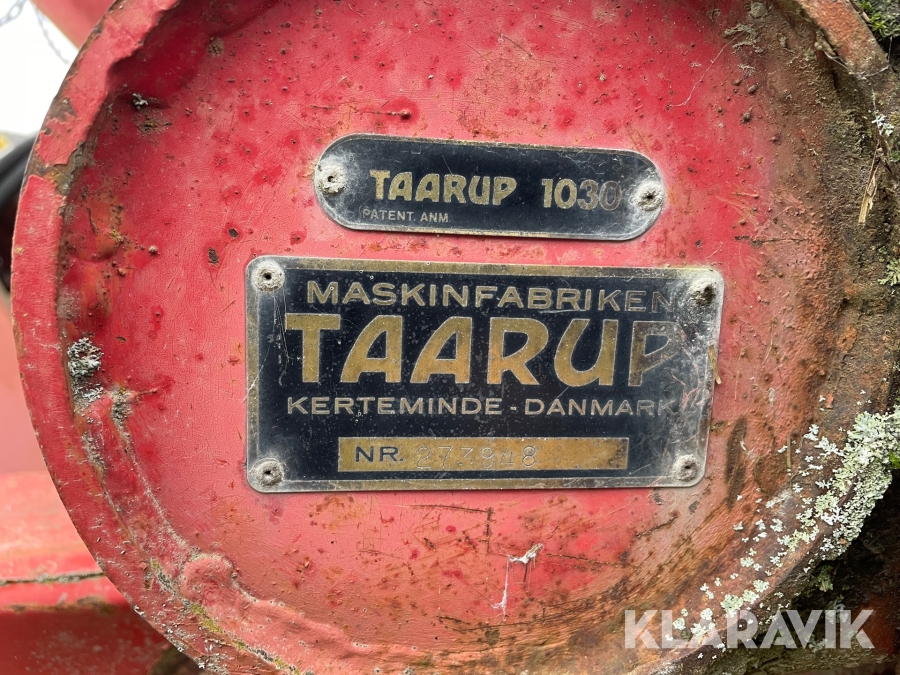 TAARUP 1030
PATENT. ANM
MASKINFABRIKEN
TAARUP
KERTEMINDE - DANMARK
NR.
KLARAVIK